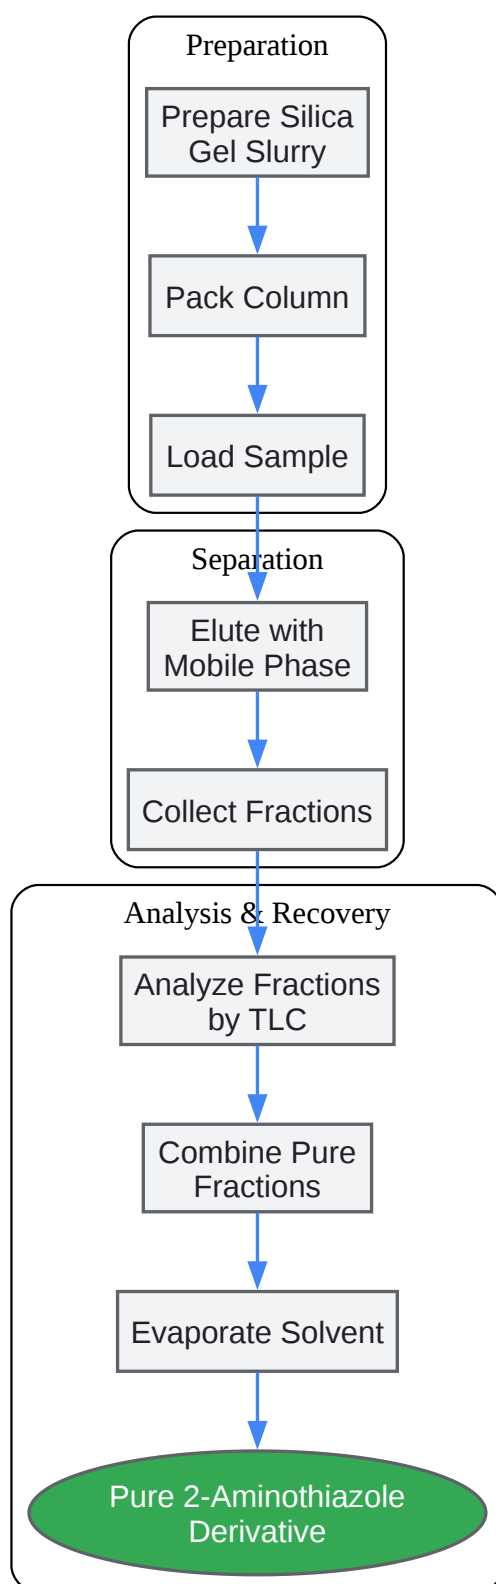 Preparation
Prepare Silica
Gel Slurry
Pack Column
Load Sample
Separation
Elute with
Mobile Phase
Collect Fractions
Analysis & Recovery
Analyze Fractions
by TLC
Combine Pure
Fractions
Evaporate Solvent
Pure 2-Aminothiazole
Derivative